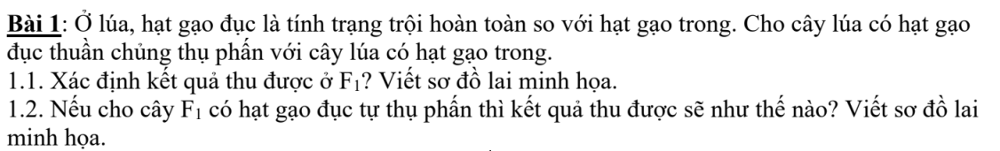 Bài 1: Ở lúa, hạt gạo đục là tính trạng trội hoàn toàn so với hạt gạo trong. Cho cây lúa có hạt gạo
đục thuần chủng thụ phấn với cây lúa có hạt gạo trong.
1.1. Xác định kết quả thu được ở F₁? Viết sơ đồ lai minh họa.
1.2. Nếu cho cây F₁ có hạt gạo đục tự thụ phấn thì kết quả thu được sẽ như thế nào? Viết sơ đồ lai
minh họa.